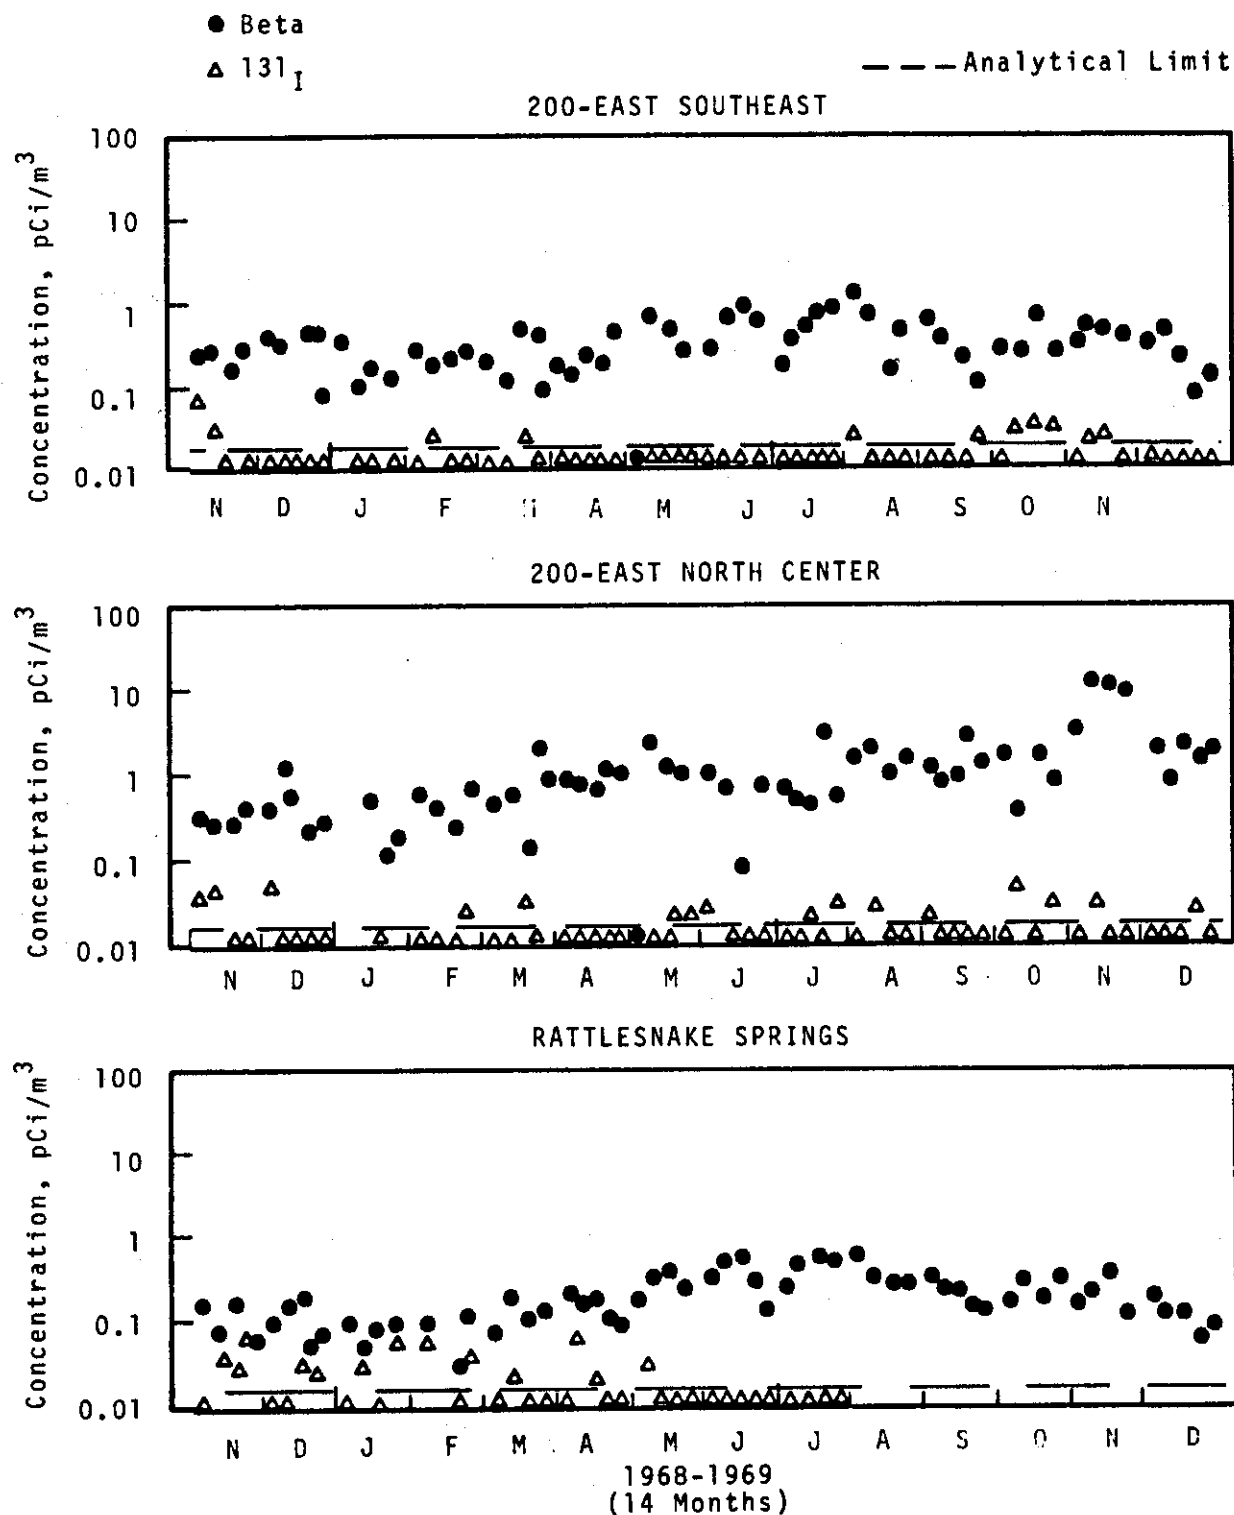 ● Beta
△ 131I
— — — Analytical Limit
200-EAST SOUTHEAST
Concentration, pCi/m³
100
10
1
0.1
0.01
N D J F A M J J A S O N
200-EAST NORTH CENTER
Concentration, pCi/m³
100
10
1
0.1
0.01
N D J F M A M J J A S O N D
RATTLESNAKE SPRINGS
Concentration, pCi/m³
100
10
1
0.1
0.01
N D J F M A M J J A S O N D
1968-1969
(14 Months)